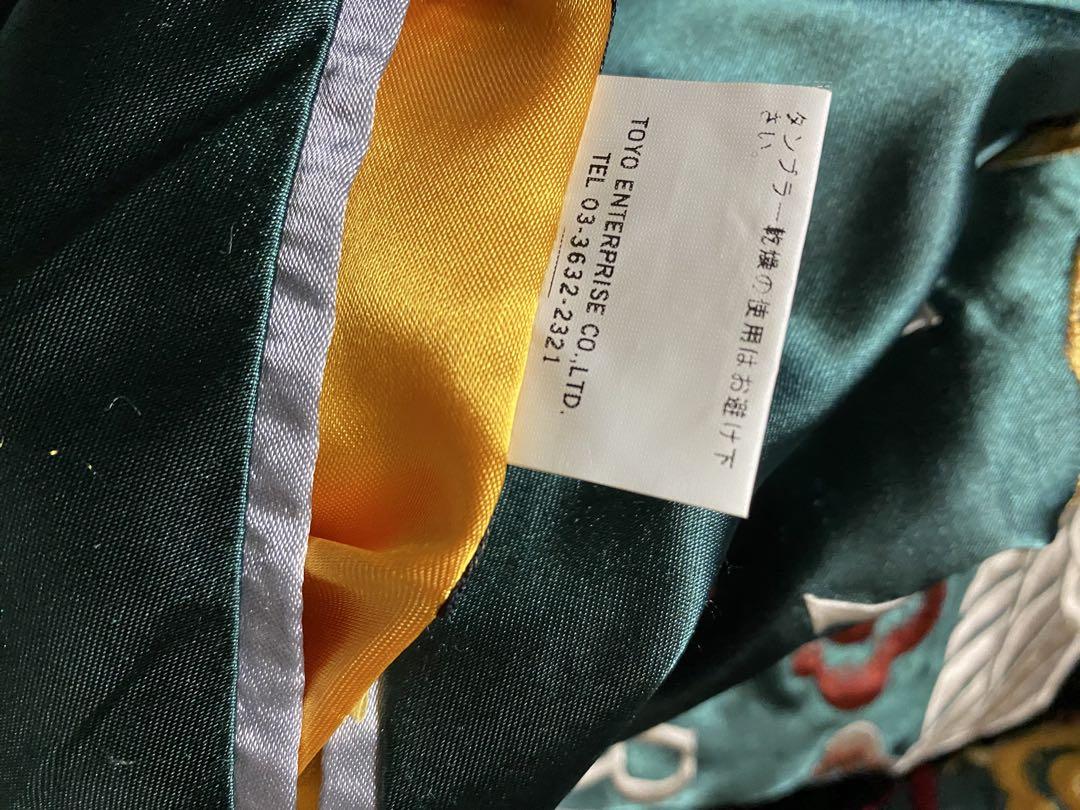 タンブラー乾燥の使用はお避け下
さい。
TOYO ENTERPRISE CO.,LTD.
TEL 03-3632-2321